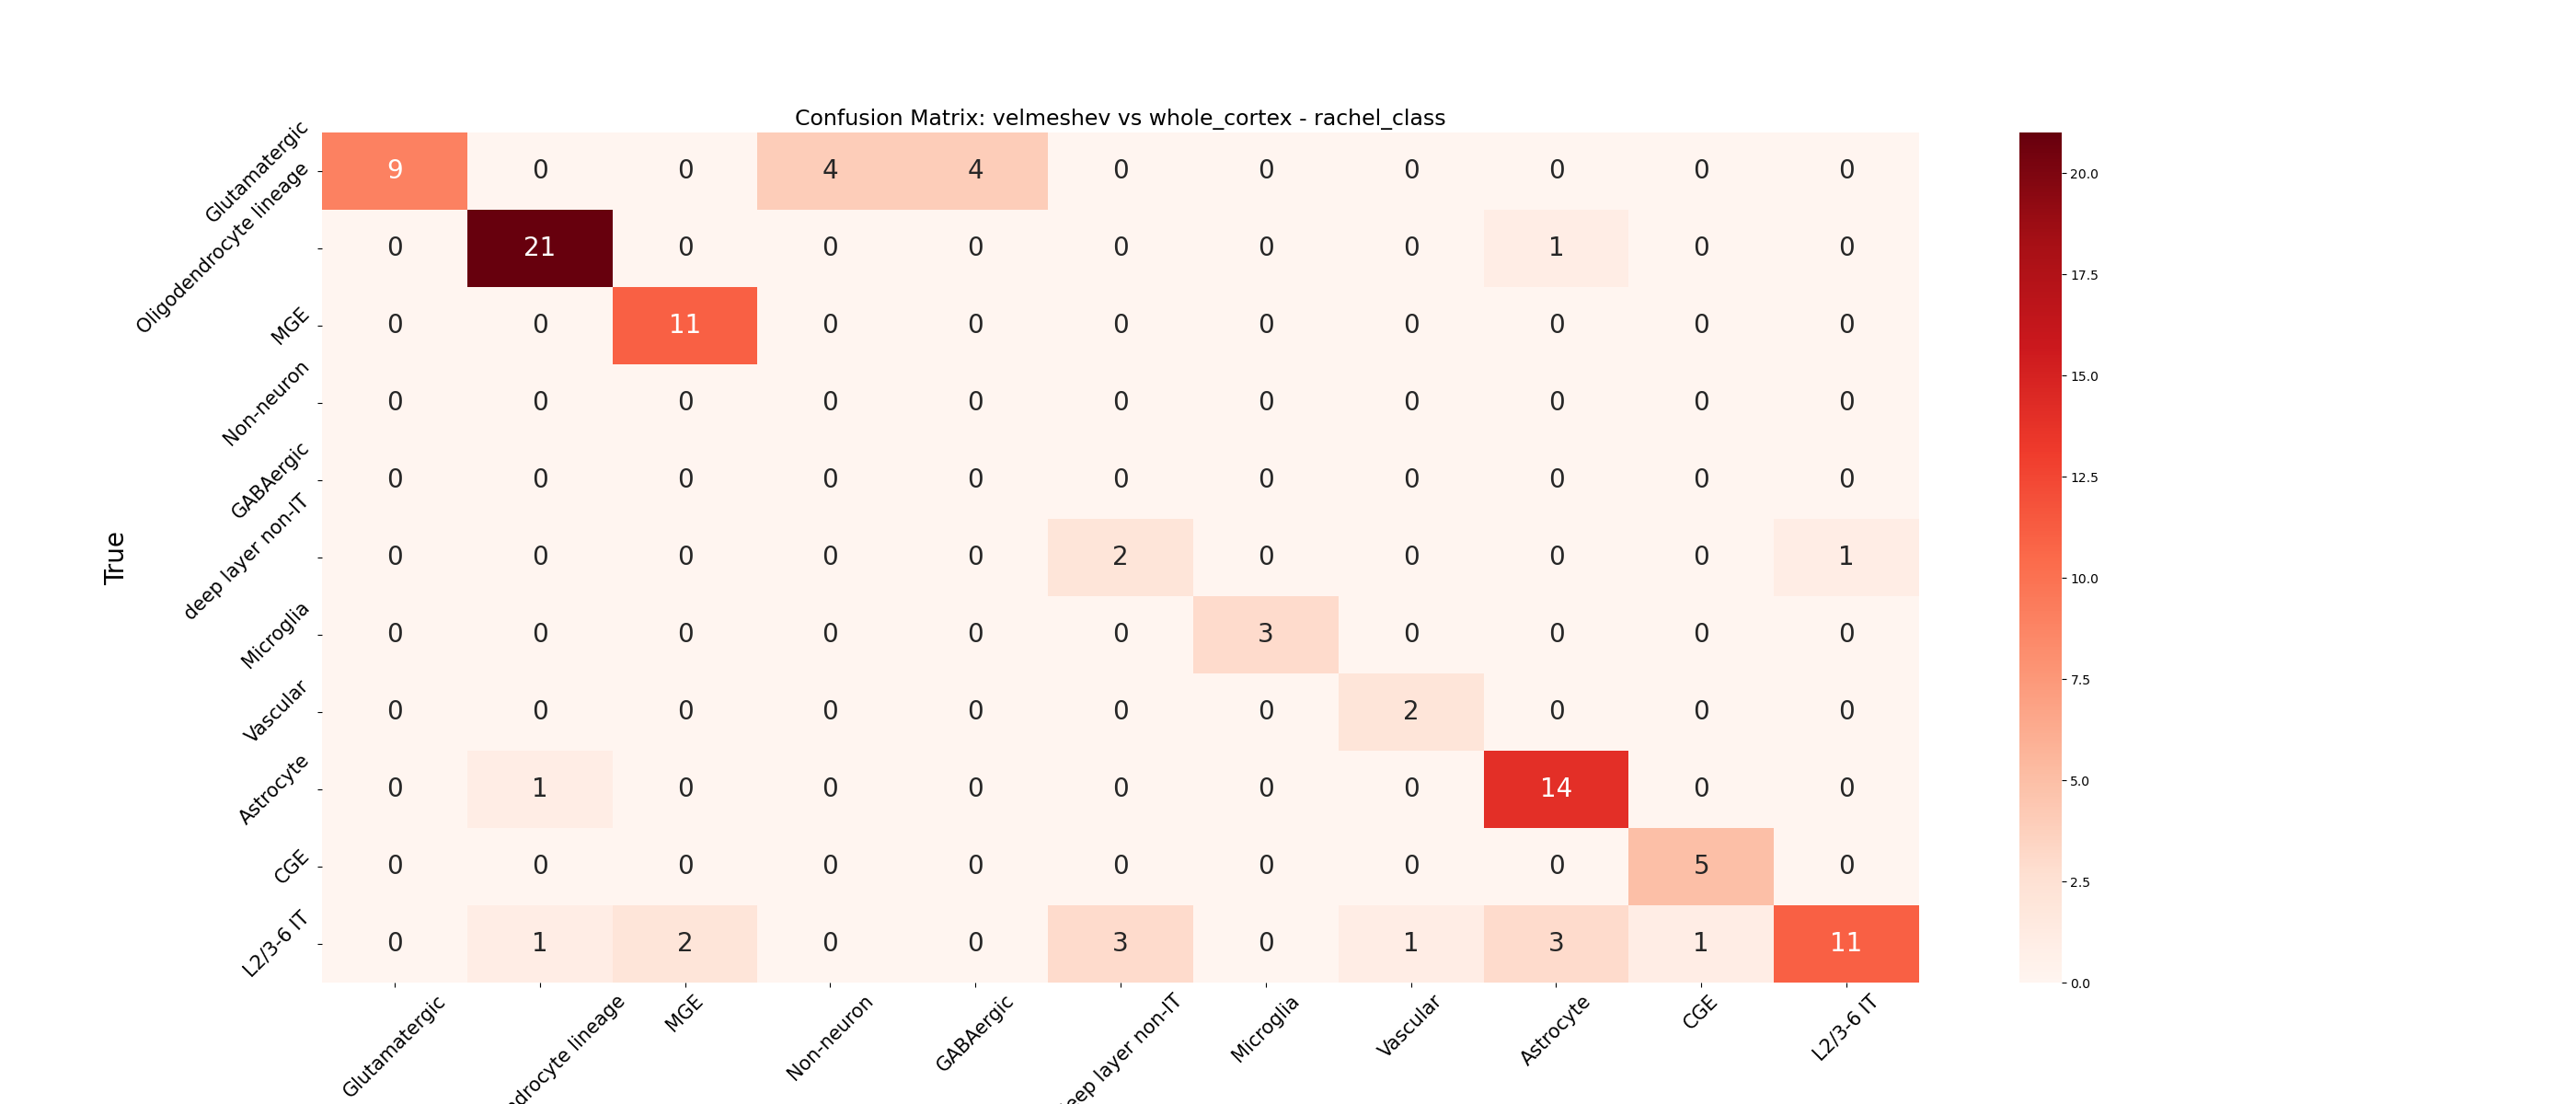 Confusion Matrix: velmeshev vs whole_cortex - rachel_class
True
Glutamatergic 9 0 0 4 4 0 0 0 0 0 0
Oligodendrocyte lineage 0 21 0 0 0 0 0 0 1 0 0
MGE 0 0 11 0 0 0 0 0 0 0 0
Non-neuron 0 0 0 0 0 0 0 0 0 0 0
GABAergic 0 0 0 0 0 0 0 0 0 0 0
deep layer non-IT 0 0 0 0 0 2 0 0 0 0 1
Microglia 0 0 0 0 0 0 3 0 0 0 0
Vascular 0 0 0 0 0 0 0 2 0 0 0
Astrocyte 0 1 0 0 0 0 0 0 14 0 0
CGE 0 0 0 0 0 0 0 0 0 5 0
L2/3-6 IT 0 1 2 0 0 3 0 1 3 1 11
Glutamatergic
ndrocyte lineage
MGE
Non-neuron
GABAergic
eep layer non-IT
Microglia
Vascular
Astrocyte
CGE
L2/3-6 IT
20.0
17.5
15.0
12.5
10.0
7.5
5.0
2.5
0.0